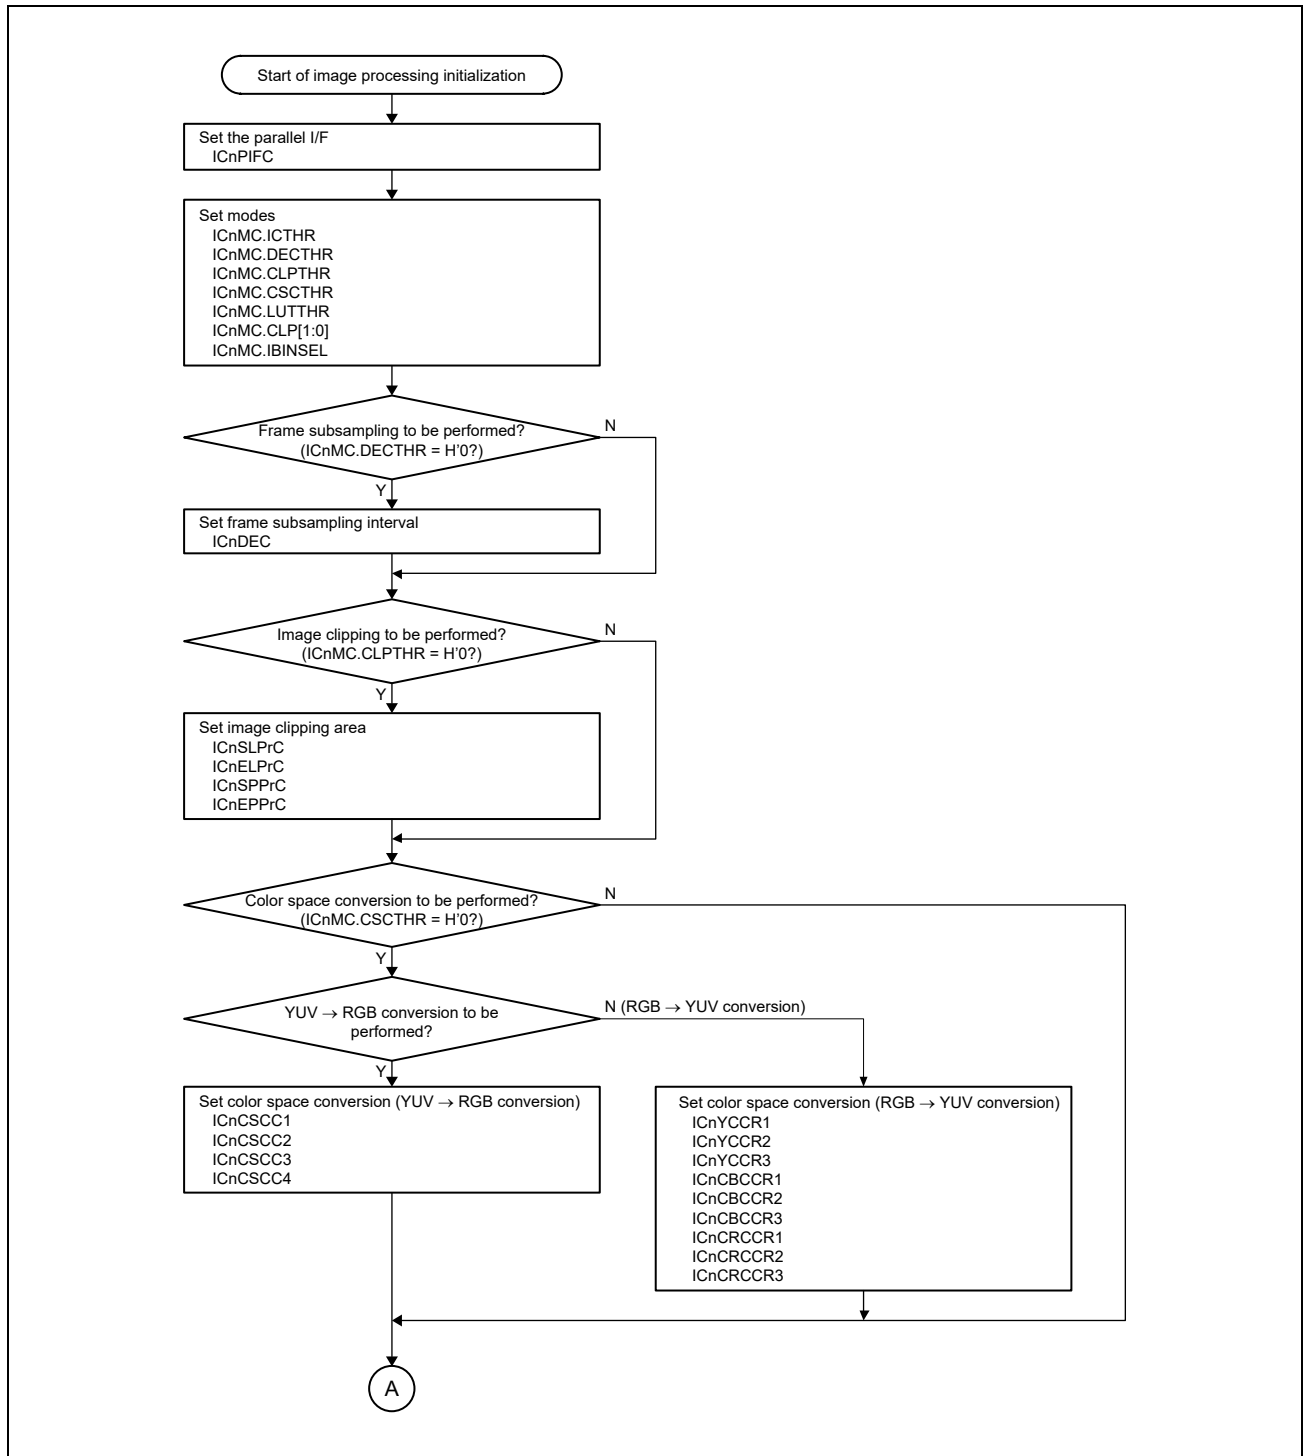 Start of image processing initialization
Set the parallel I/F
ICnPIFC
Set modes
ICnMC.ICTHR
ICnMC.DECTHR
ICnMC.CLPTHR
ICnMC.CSCTHR
ICnMC.LUTTHR
ICnMC.CLP[1:0]
ICnMC.IBINSEL
Frame subsampling to be performed?
(ICnMC.DECTHR = H'0?)
N
Y
Set frame subsampling interval
ICnDEC
Image clipping to be performed?
(ICnMC.CLPTHR = H'0?)
N
Y
Set image clipping area
ICnSLPrC
ICnELPrC
ICnSPPrC
ICnEPPrC
Color space conversion to be performed?
(ICnMC.CSCTHR = H'0?)
N
Y
YUV → RGB conversion to be
performed?
N (RGB → YUV conversion)
Y
Set color space conversion (YUV → RGB conversion)
ICnCSCC1
ICnCSCC2
ICnCSCC3
ICnCSCC4
Set color space conversion (RGB → YUV conversion)
ICnYCCR1
ICnYCCR2
ICnYCCR3
ICnCBCCR1
ICnCBCCR2
ICnCBCCR3
ICnCRCCR1
ICnCRCCR2
ICnCRCCR3
A